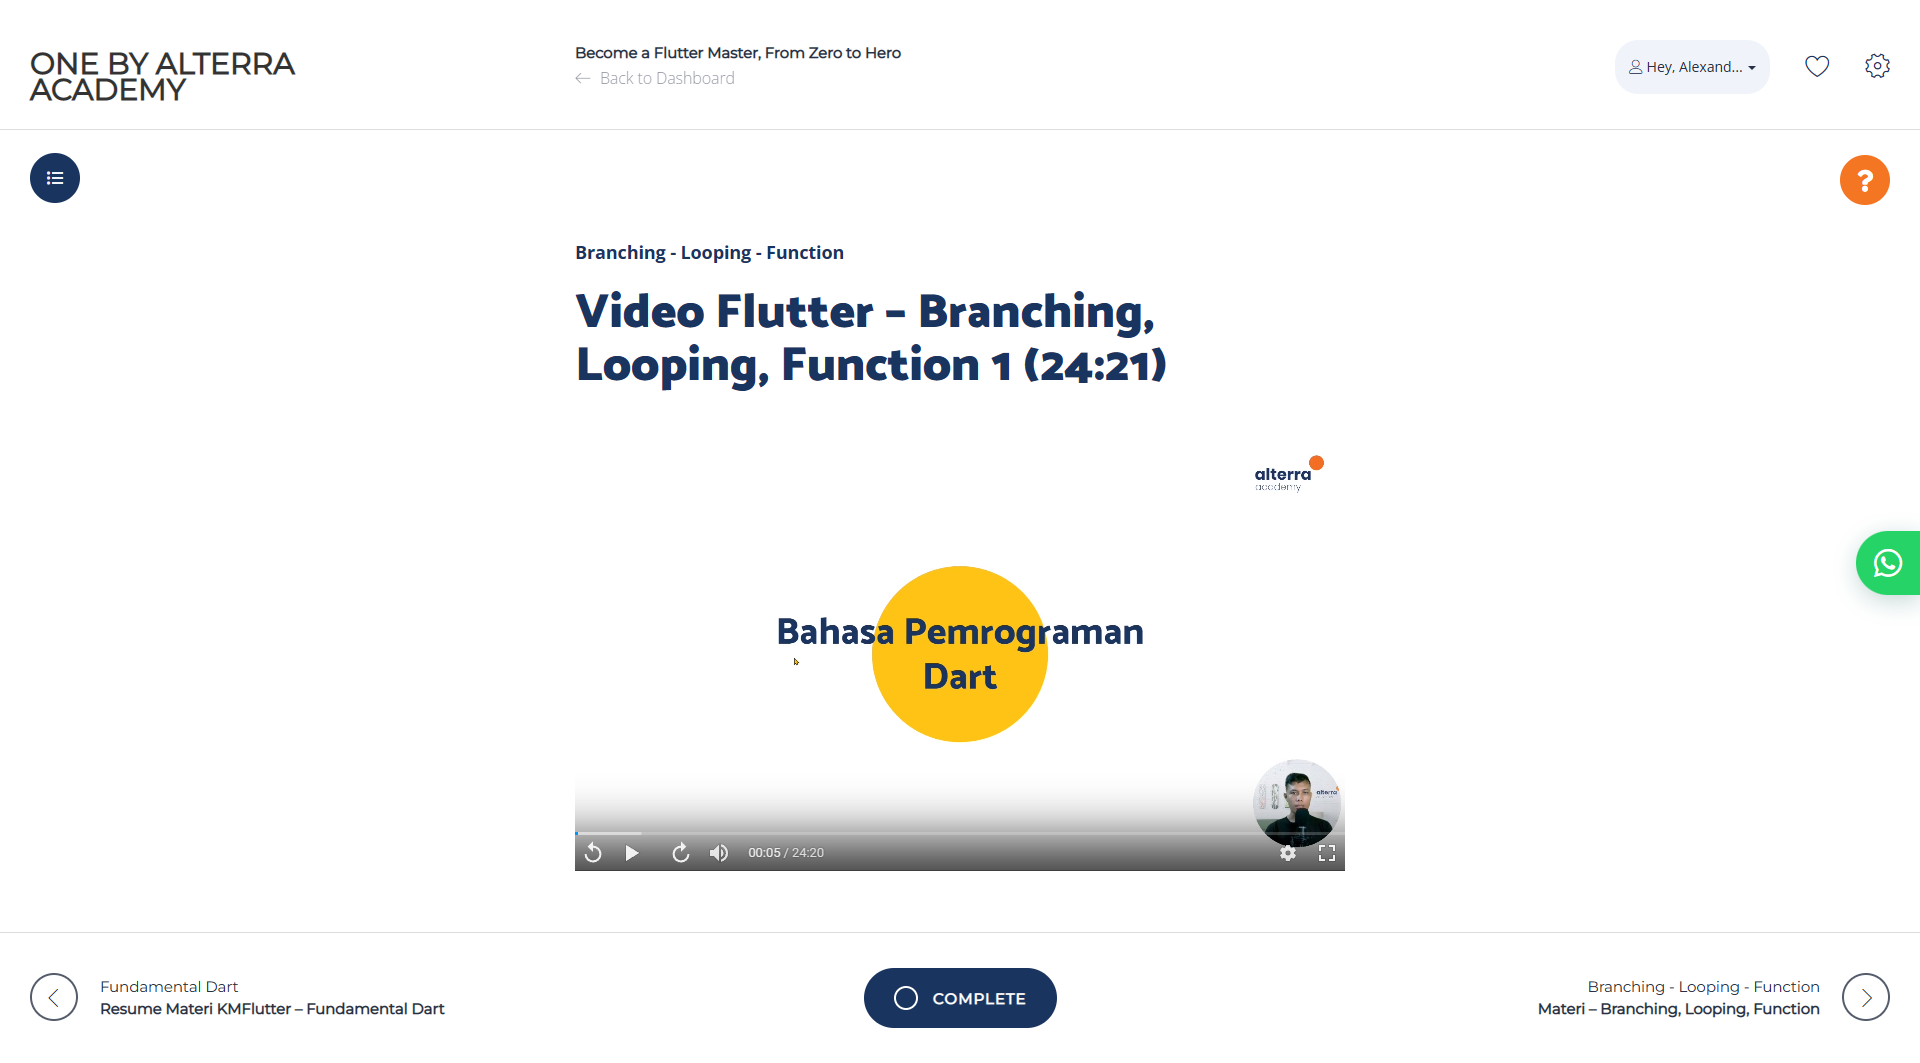 ONE BY ALTERRA
ACADEMY
Become a Flutter Master, From Zero to Hero
Back to Dashboard
Hey, Alexand...
?
Branching - Looping - Function
Video Flutter – Branching,
Looping, Function 1 (24:21)
alterra
academy
Bahasa Pemrograman
Dart
alterra
00:05 / 24:20
Fundamental Dart
Resume Materi KMFlutter – Fundamental Dart
COMPLETE
Branching - Looping - Function
Materi – Branching, Looping, Function